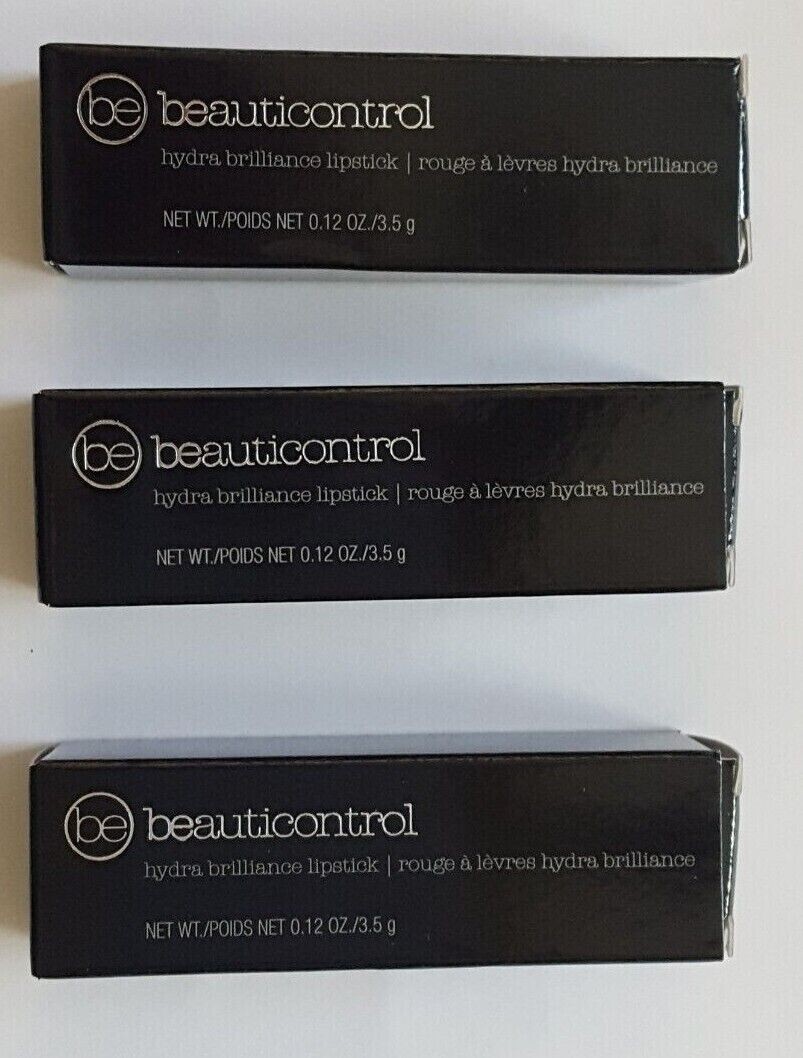 be beauticontrol
hydra brilliance lipstick | rouge à lèvres hydra brilliance
NET WT./POIDS NET 0.12 OZ./3.5 g
be beauticontrol
hydra brilliance lipstick | rouge à lèvres hydra brilliance
NET WT./POIDS NET 0.12 OZ./3.5 g
be beauticontrol
hydra brilliance lipstick | rouge à lèvres hydra brilliance
NET WT./POIDS NET 0.12 OZ./3.5 g